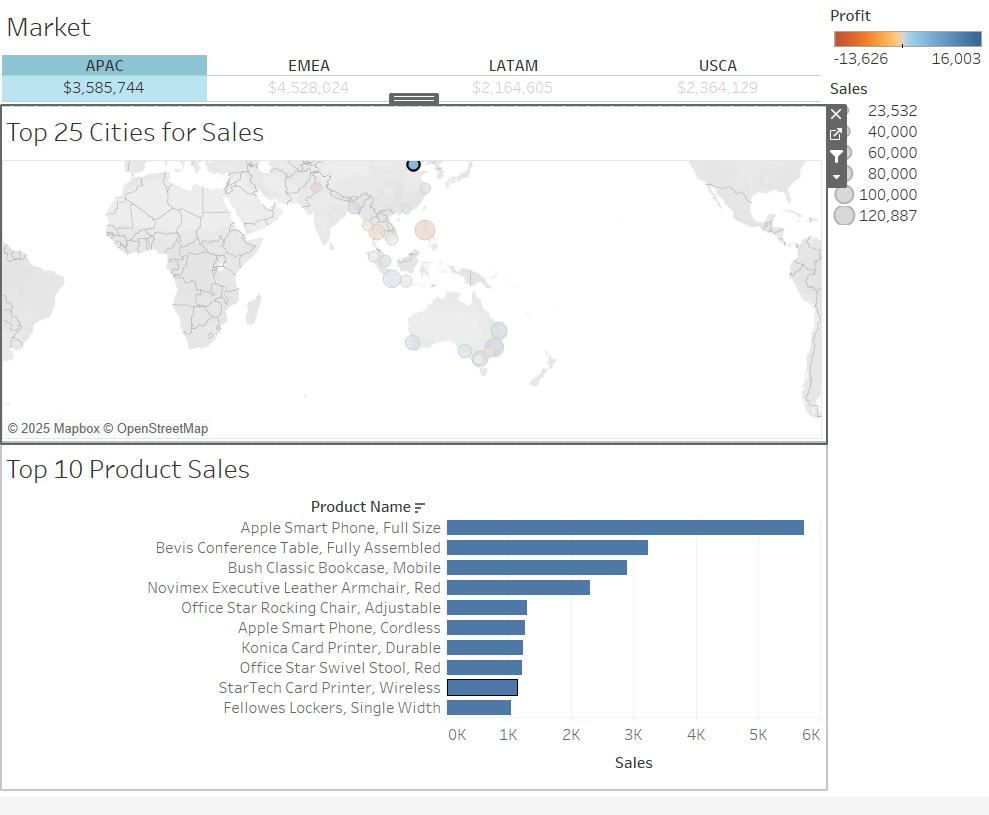 Market
APAC EMEA LATAM USCA
$3,585,744 $4,528,024 $2,164,605 $2,364,129
Profit
-13,626 16,003
Sales
23,532
40,000
60,000
80,000
100,000
120,887
Top 25 Cities for Sales
© 2025 Mapbox © OpenStreetMap
Top 10 Product Sales
Product Name
Apple Smart Phone, Full Size
Bevis Conference Table, Fully Assembled
Bush Classic Bookcase, Mobile
Novimex Executive Leather Armchair, Red
Office Star Rocking Chair, Adjustable
Apple Smart Phone, Cordless
Konica Card Printer, Durable
Office Star Swivel Stool, Red
StarTech Card Printer, Wireless
Fellowes Lockers, Single Width
0K 1K 2K 3K 4K 5K 6K
Sales